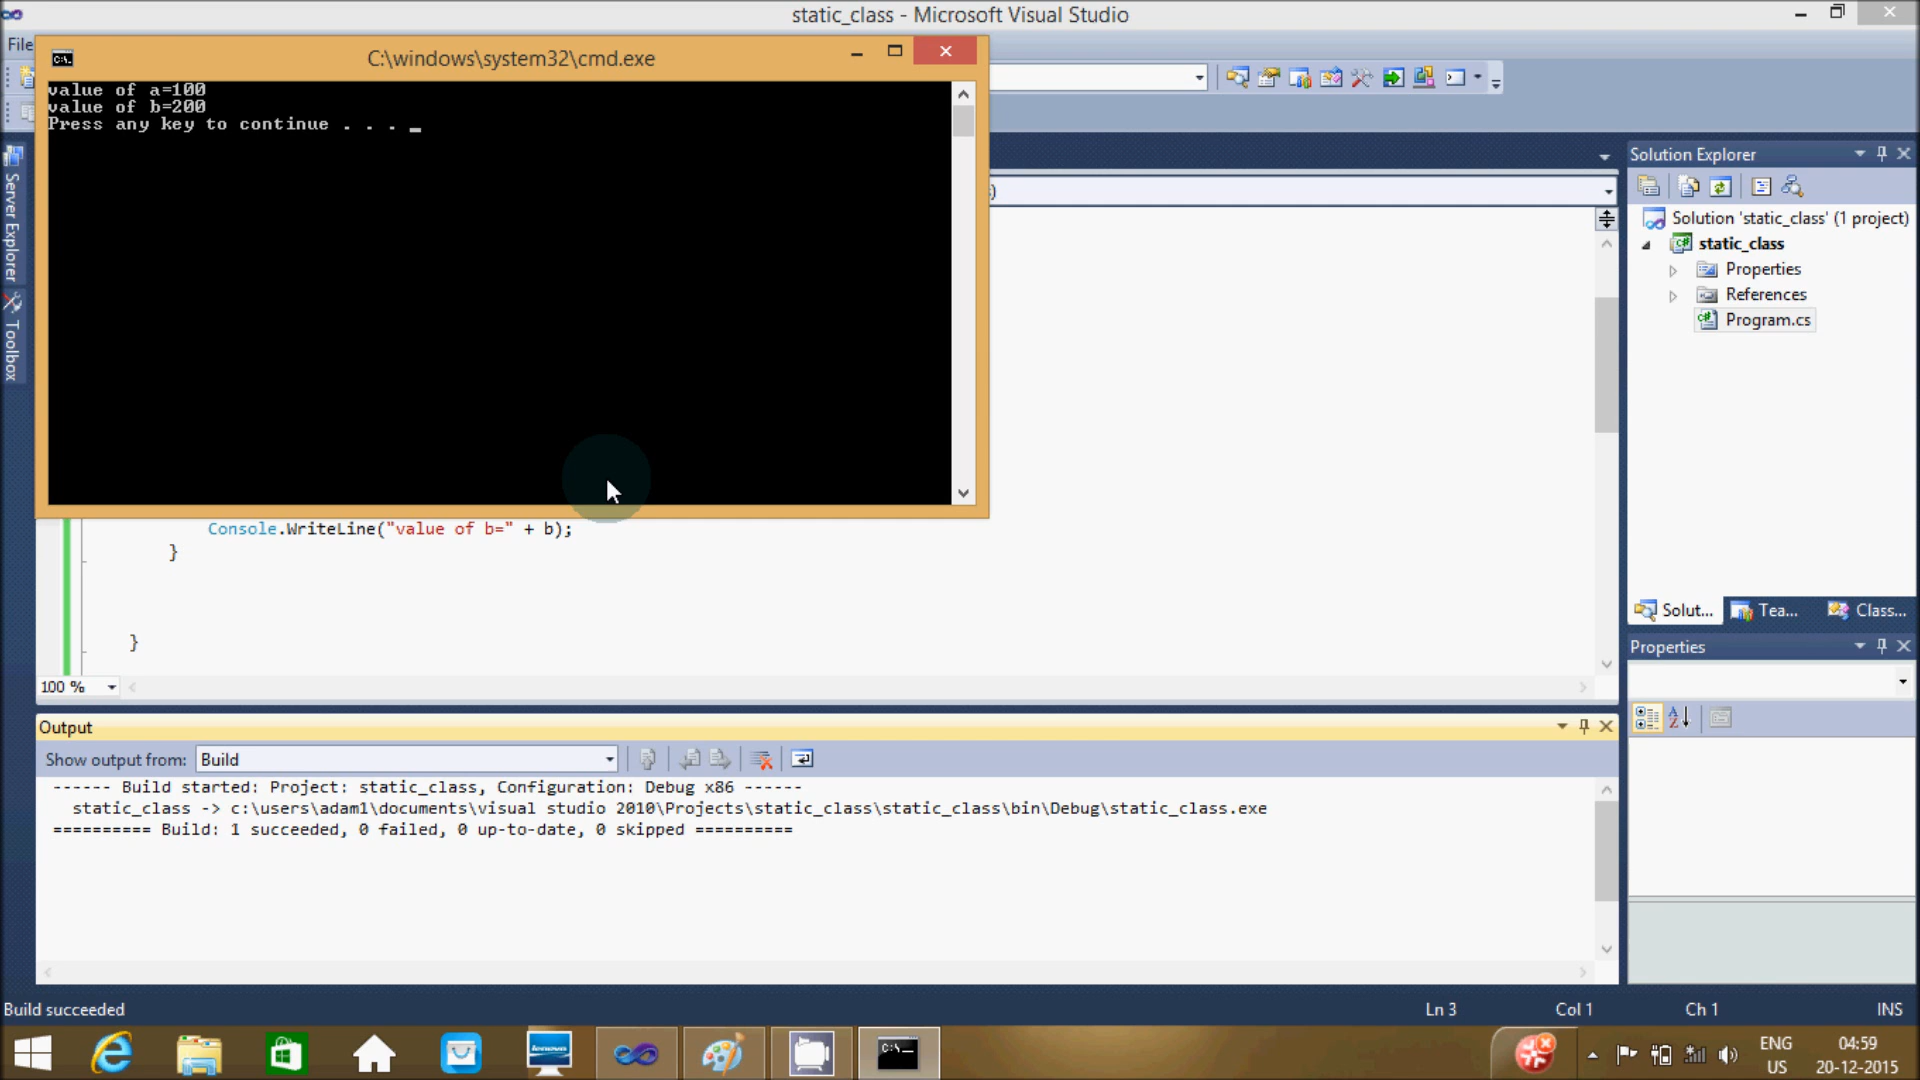 static_class - Microsoft Visual Studio
File
C:\windows\system32\cmd.exe
value of a=100
value of b=200
Press any key to continue . . . _
Server Explorer
Toolbox
Solution Explorer
Solution 'static_class' (1 project)
static_class
Properties
References
Program.cs
Console.WriteLine("value of b=" + b);
}
}
100 %
Solut...
Tea...
Class...
Properties
Output
Show output from:
Build
------ Build started: Project: static_class, Configuration: Debug x86 ------
static_class -> c:\users\adaml\documents\visual studio 2010\Projects\static_class\static_class\bin\Debug\static_class.exe
========== Build: 1 succeeded, 0 failed, 0 up-to-date, 0 skipped ==========
Build succeeded
Ln 3
Col 1
Ch 1
INS
ENG
US
04:59
20-12-2015